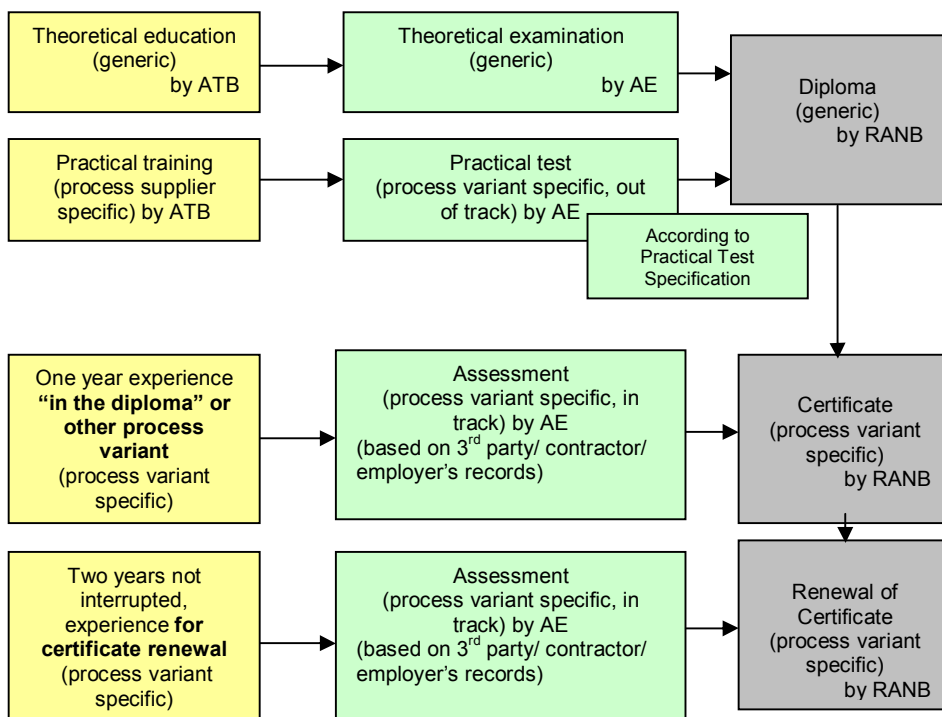 Theoretical education
(generic)
by ATB
Theoretical examination
(generic)
by AE
Diploma
(generic)
by RANB
Practical training
(process supplier
specific) by ATB
Practical test
(process variant specific, out
of track) by AE
According to
Practical Test
Specification
One year experience
“in the diploma” or
other process
variant
(process variant
specific)
Assessment
(process variant specific, in
track) by AE
(based on 3rd party/ contractor/
employer’s records)
Certificate
(process variant
specific)
by RANB
Two years not
interrupted,
experience for
certificate renewal
(process variant
specific)
Assessment
(process variant specific, in
track) by AE
(based on 3rd party/ contractor/
employer’s records)
Renewal of
Certificate
(process variant
specific)
by RANB